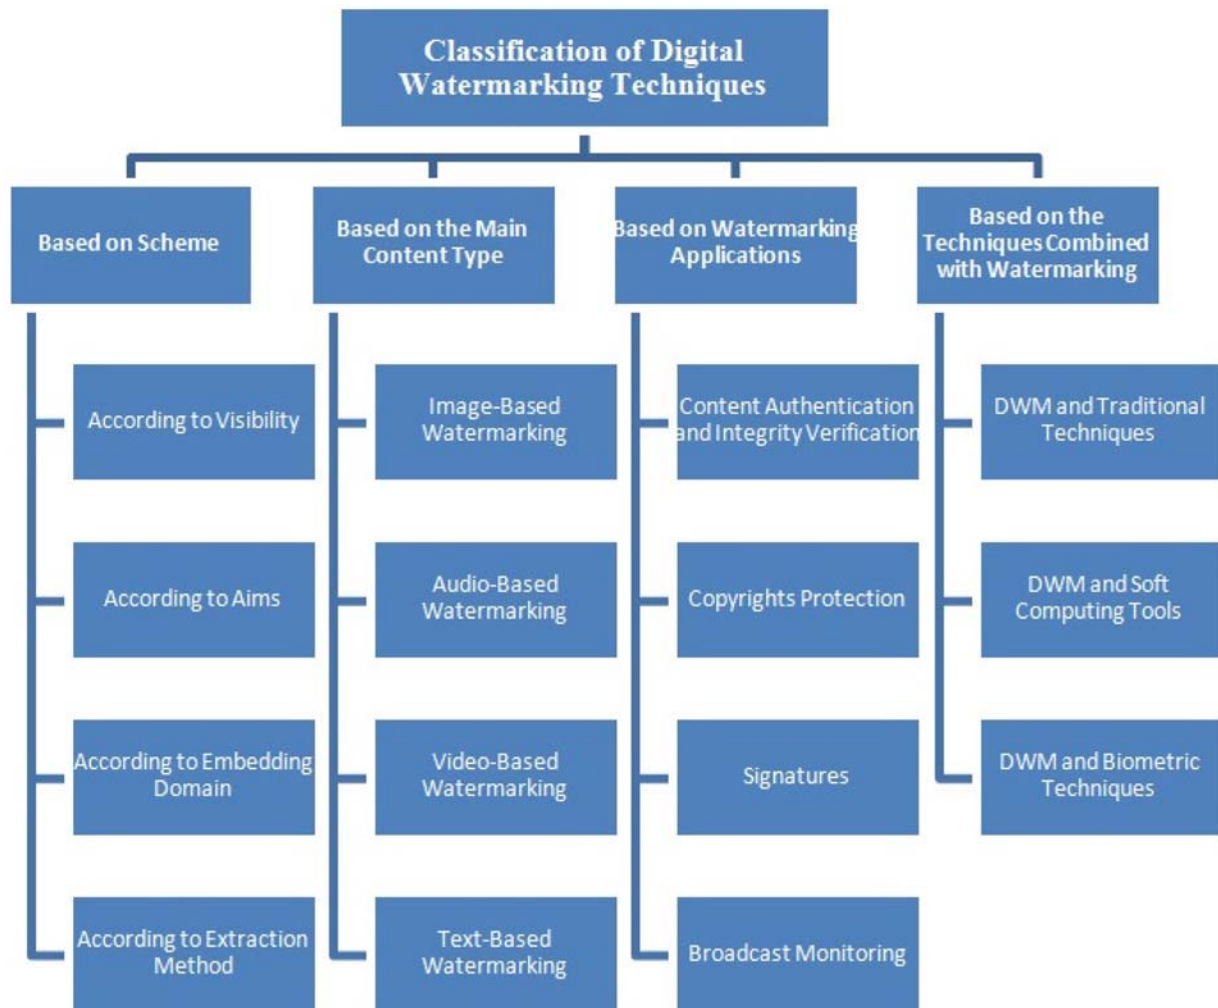 Classification of Digital
Watermarking Techniques
Based on Scheme
Based on the Main
Content Type
Based on Watermarking
Applications
Based on the
Techniques Combined
with Watermarking
According to Visibility
Image-Based
Watermarking
Content Authentication
and Integrity Verification
DWM and Traditional
Techniques
According to Aims
Audio-Based
Watermarking
Copyrights Protection
DWM and Soft
Computing Tools
According to Embedding
Domain
Video-Based
Watermarking
Signatures
DWM and Biometric
Techniques
According to Extraction
Method
Text-Based
Watermarking
Broadcast Monitoring